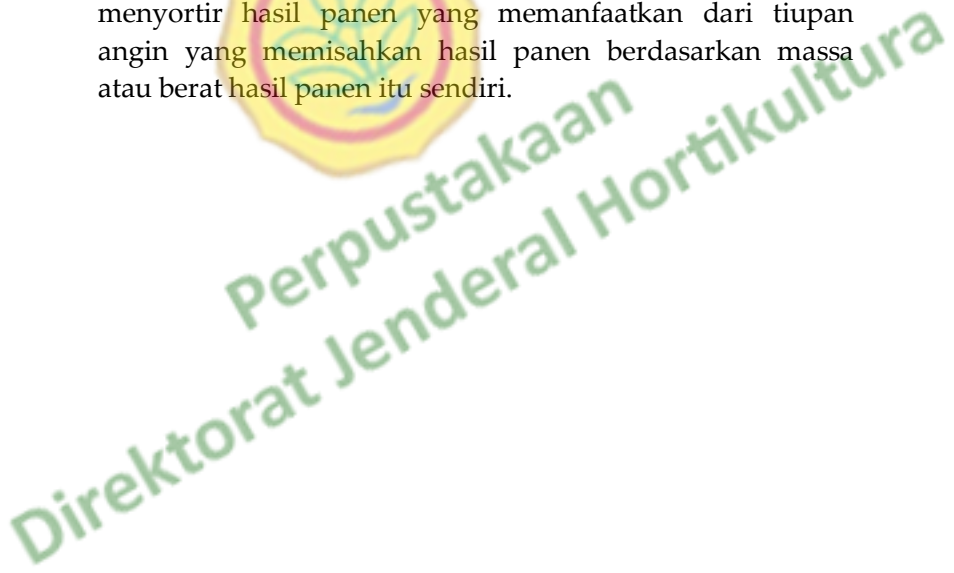 menyortir hasil panen yang memanfaatkan dari tiupan
angin yang memisahkan hasil panen berdasarkan massa
atau berat hasil panen itu sendiri.
Perpustakaan
Direktorat Jenderal Hortikultura